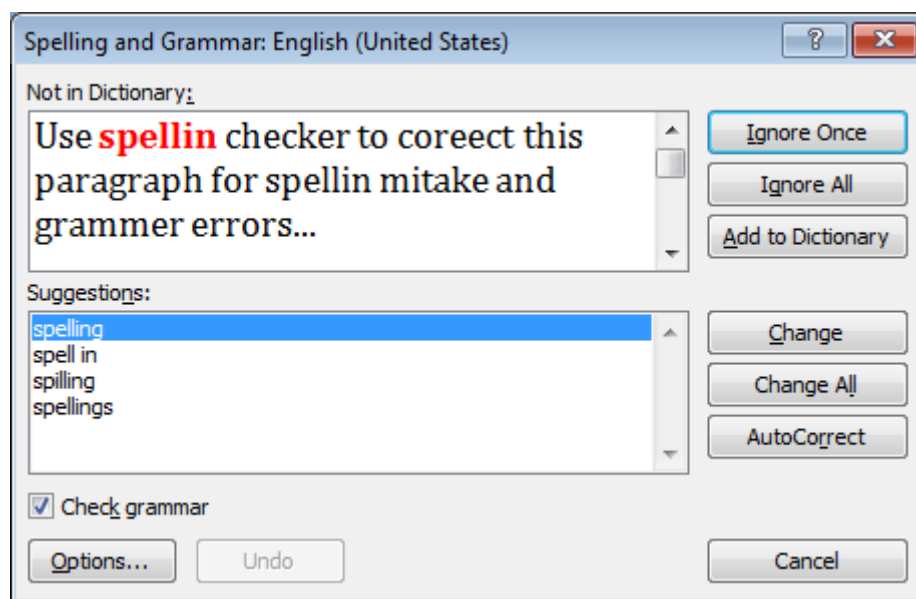 Spelling and Grammar: English (United States)
Not in Dictionary:
Use spellin checker to coreect this
paragraph for spellin mitake and
grammer errors...
Ignore Once
Ignore All
Add to Dictionary
Suggestions:
spelling
spell in
spilling
spellings
Change
Change All
AutoCorrect
Check grammar
Options...
Undo
Cancel